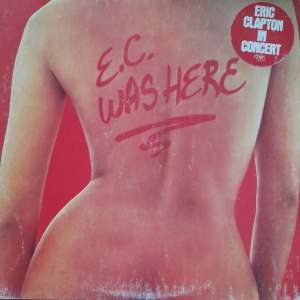 E.C.
WAS HERE
ERIC
CLAPTON
IN
CONCERT